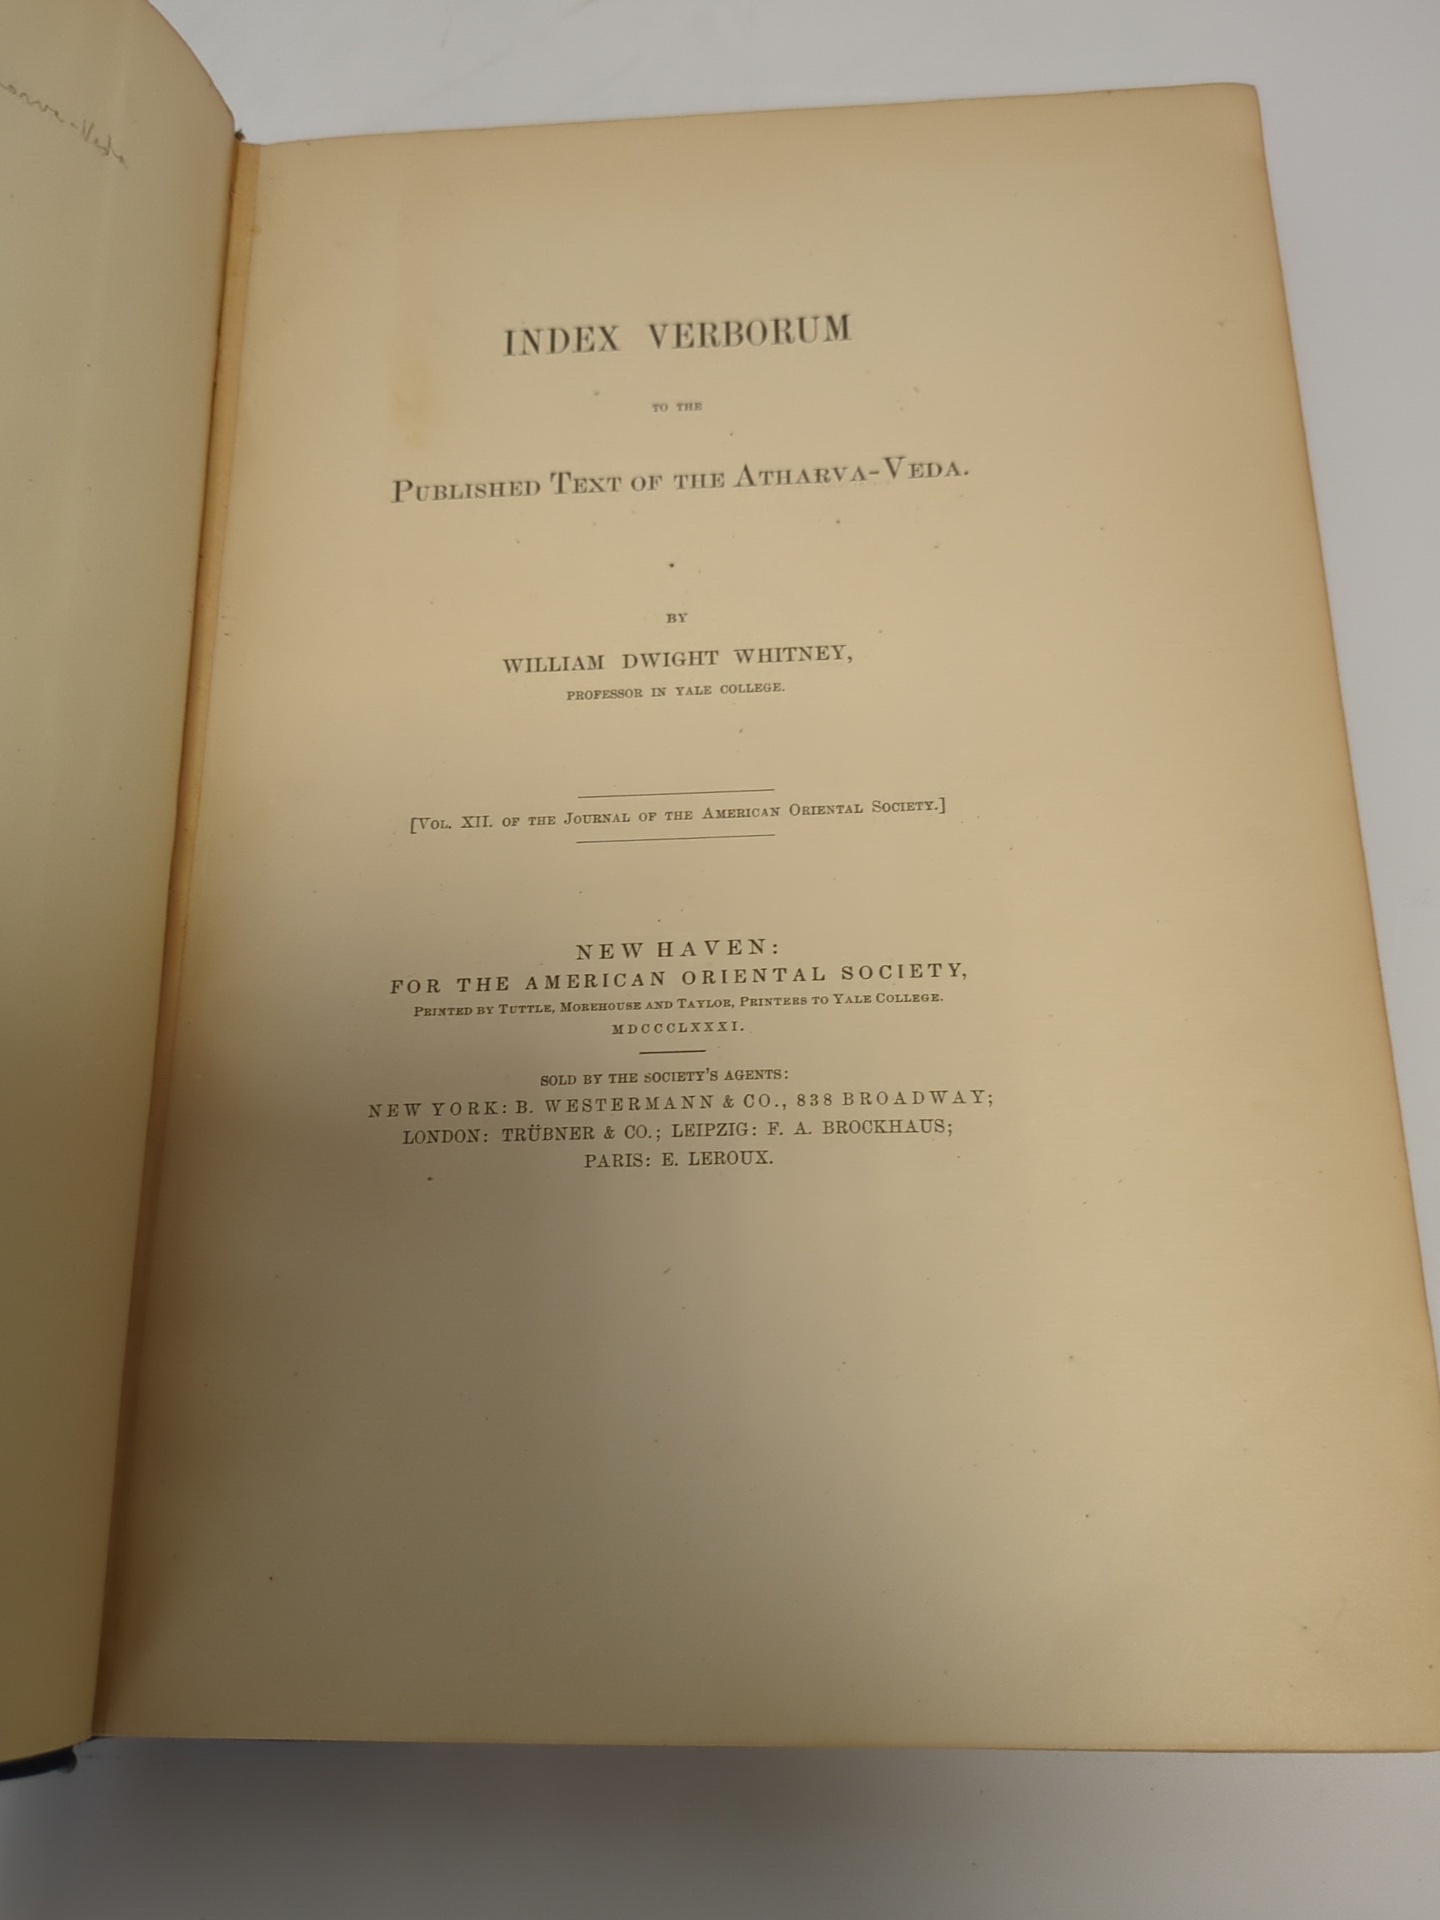 INDEX VERBORUM
TO THE
PUBLISHED TEXT OF THE ATHARVA-VEDA.
BY
WILLIAM DWIGHT WHITNEY,
PROFESSOR IN YALE COLLEGE.
[VOL. XII. OF THE JOURNAL OF THE AMERICAN ORIENTAL SOCIETY.]
NEW HAVEN:
FOR THE AMERICAN ORIENTAL SOCIETY,
PRINTED BY TUTTLE, MOREHOUSE AND TAYLOR, PRINTERS TO YALE COLLEGE.
MDCCCLXXXI.
SOLD BY THE SOCIETY'S AGENTS:
NEW YORK: B. WESTERMANN & CO., 838 BROADWAY;
LONDON: TRÜBNER & CO.; LEIPZIG: F. A. BROCKHAUS;
PARIS: E. LEROUX.